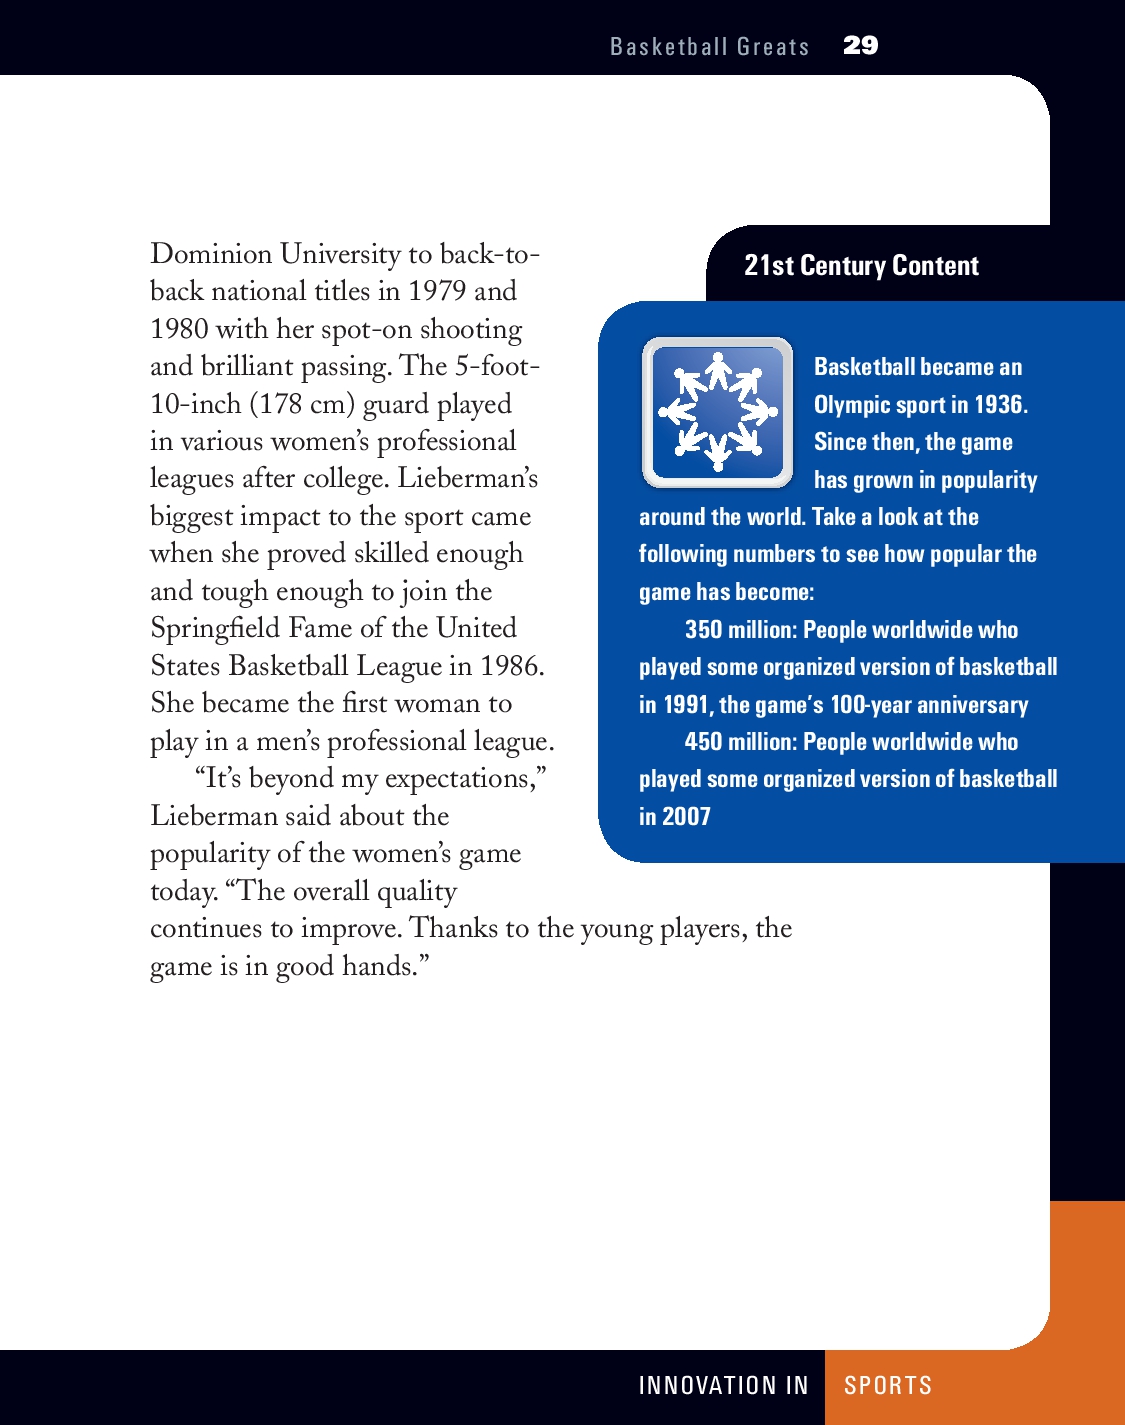 Basketball Greats 29
Dominion University to back-to-
back national titles in 1979 and
1980 with her spot-on shooting
and brilliant passing. The 5-foot-
10-inch (178 cm) guard played
in various women’s professional
leagues after college. Lieberman’s
biggest impact to the sport came
when she proved skilled enough
and tough enough to join the
Springfield Fame of the United
States Basketball League in 1986.
She became the first woman to
play in a men’s professional league.
“It’s beyond my expectations,”
Lieberman said about the
popularity of the women’s game
today. “The overall quality
continues to improve. Thanks to the young players, the
game is in good hands.”
21st Century Content
Basketball became an
Olympic sport in 1936.
Since then, the game
has grown in popularity
around the world. Take a look at the
following numbers to see how popular the
game has become:
350 million: People worldwide who
played some organized version of basketball
in 1991, the game’s 100-year anniversary
450 million: People worldwide who
played some organized version of basketball
in 2007
INNOVATION IN SPORTS